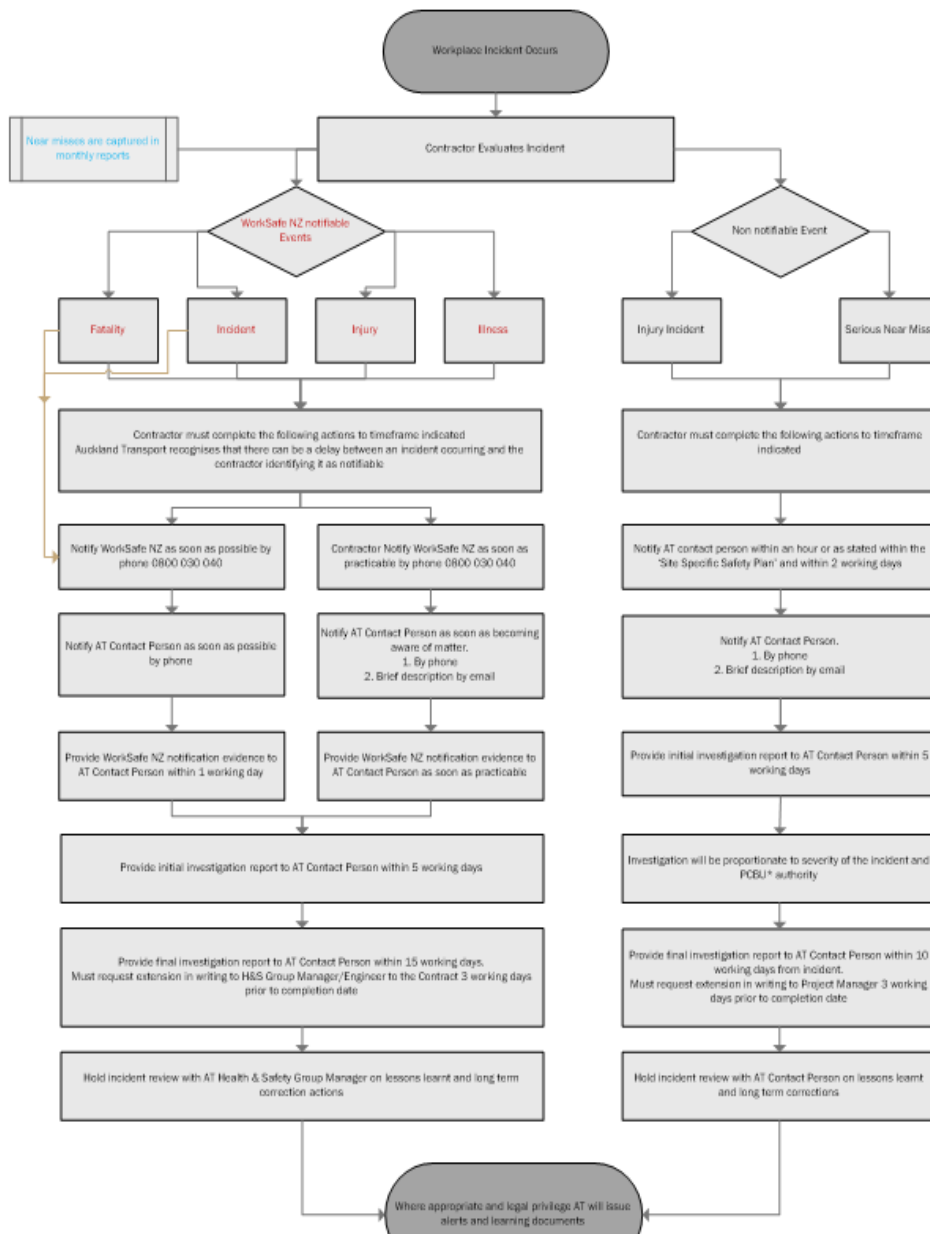 Workplace Incident Occurs
Near misses are captured in
monthly reports
Contractor Evaluates Incident
WorkSafe NZ notifiable
Events
Non notifiable Event
Fatality
Incident
Injury
Illness
Injury Incident
Serious Near Miss
Contractor must complete the following actions to timeframe indicated
Auckland Transport recognises that there can be a delay between an incident occurring and the
contractor identifying it as notifiable
Contractor must complete the following actions to timeframe
indicated
Notify WorkSafe NZ as soon as possible by
phone 0800 030 040
Contractor Notify WorkSafe NZ as soon as
practicable by phone 0800 030 040
Notify AT contact person within an hour or as stated within the
'Site Specific Safety Plan' and within 2 working days
Notify AT Contact Person as soon as possible
by phone
Notify AT Contact Person as soon as becoming
aware of matter.
1. By phone
2. Brief description by email
Notify AT Contact Person.
1. By phone
2. Brief description by email
Provide WorkSafe NZ notification evidence to
AT Contact Person within 1 working day
Provide WorkSafe NZ notification evidence to
AT Contact Person as soon as practicable
Provide initial investigation report to AT Contact Person within 5
working days
Provide initial investigation report to AT Contact Person within 5 working days
Investigation will be proportionate to severity of the incident and
PCBU* authority
Provide final investigation report to AT Contact Person within 15 working days.
Must request extension in writing to H&S Group Manager/Engineer to the Contract 3 working days
prior to completion date
Provide final investigation report to AT Contact Person within 10
working days from incident.
Must request extension in writing to Project Manager 3 working
days prior to completion date
Hold incident review with AT Health & Safety Group Manager on lessons learnt and long term
correction actions
Hold incident review with AT Contact Person on lessons learnt
and long term corrections
Where appropriate and legal privilege AT will issue
alerts and learning documents